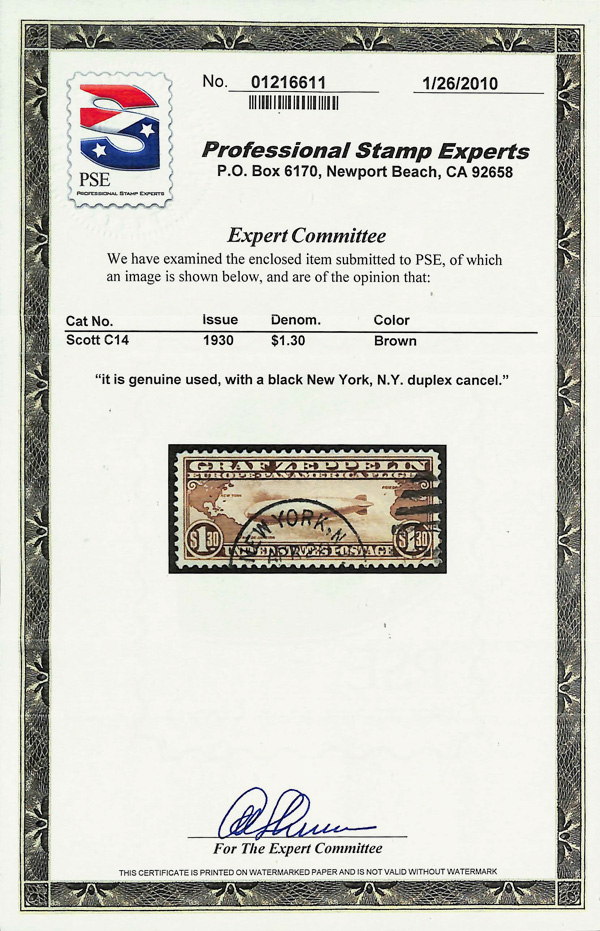 No. 01216611
1/26/2010
PSE
PROFESSIONAL STAMP EXPERTS
Professional Stamp Experts
P.O. Box 6170, Newport Beach, CA 92658
Expert Committee
We have examined the enclosed item submitted to PSE, of which
an image is shown below, and are of the opinion that:
Cat No. Issue Denom. Color
Scott C14 1930 $1.30 Brown
“it is genuine used, with a black New York, N.Y. duplex cancel.”
GRAF ZEPPELIN
EUROPE-PAN AMERICA FLIGHT
NEW YORK
NEW YORK, N.
APR
$1.30 UNITED STATES POSTAGE $1.30
For The Expert Committee
THIS CERTIFICATE IS PRINTED ON WATERMARKED PAPER AND IS NOT VALID WITHOUT WATERMARK